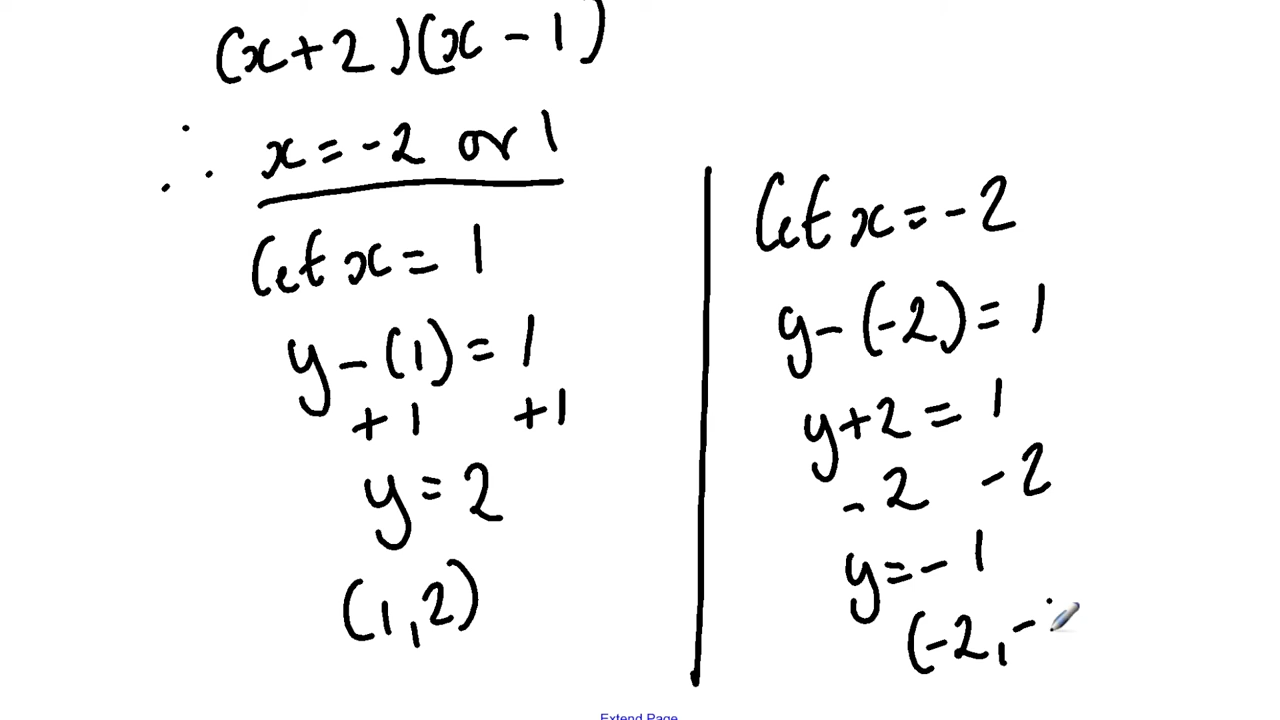 (x+2)(x-1)
∴ x=-2 or 1
let x=1
y-(1)=1
+1 +1
y=2
(1,2)
let x=-2
y-(-2)=1
y+2=1
-2 -2
y=-1
(-2,-
Extend Page